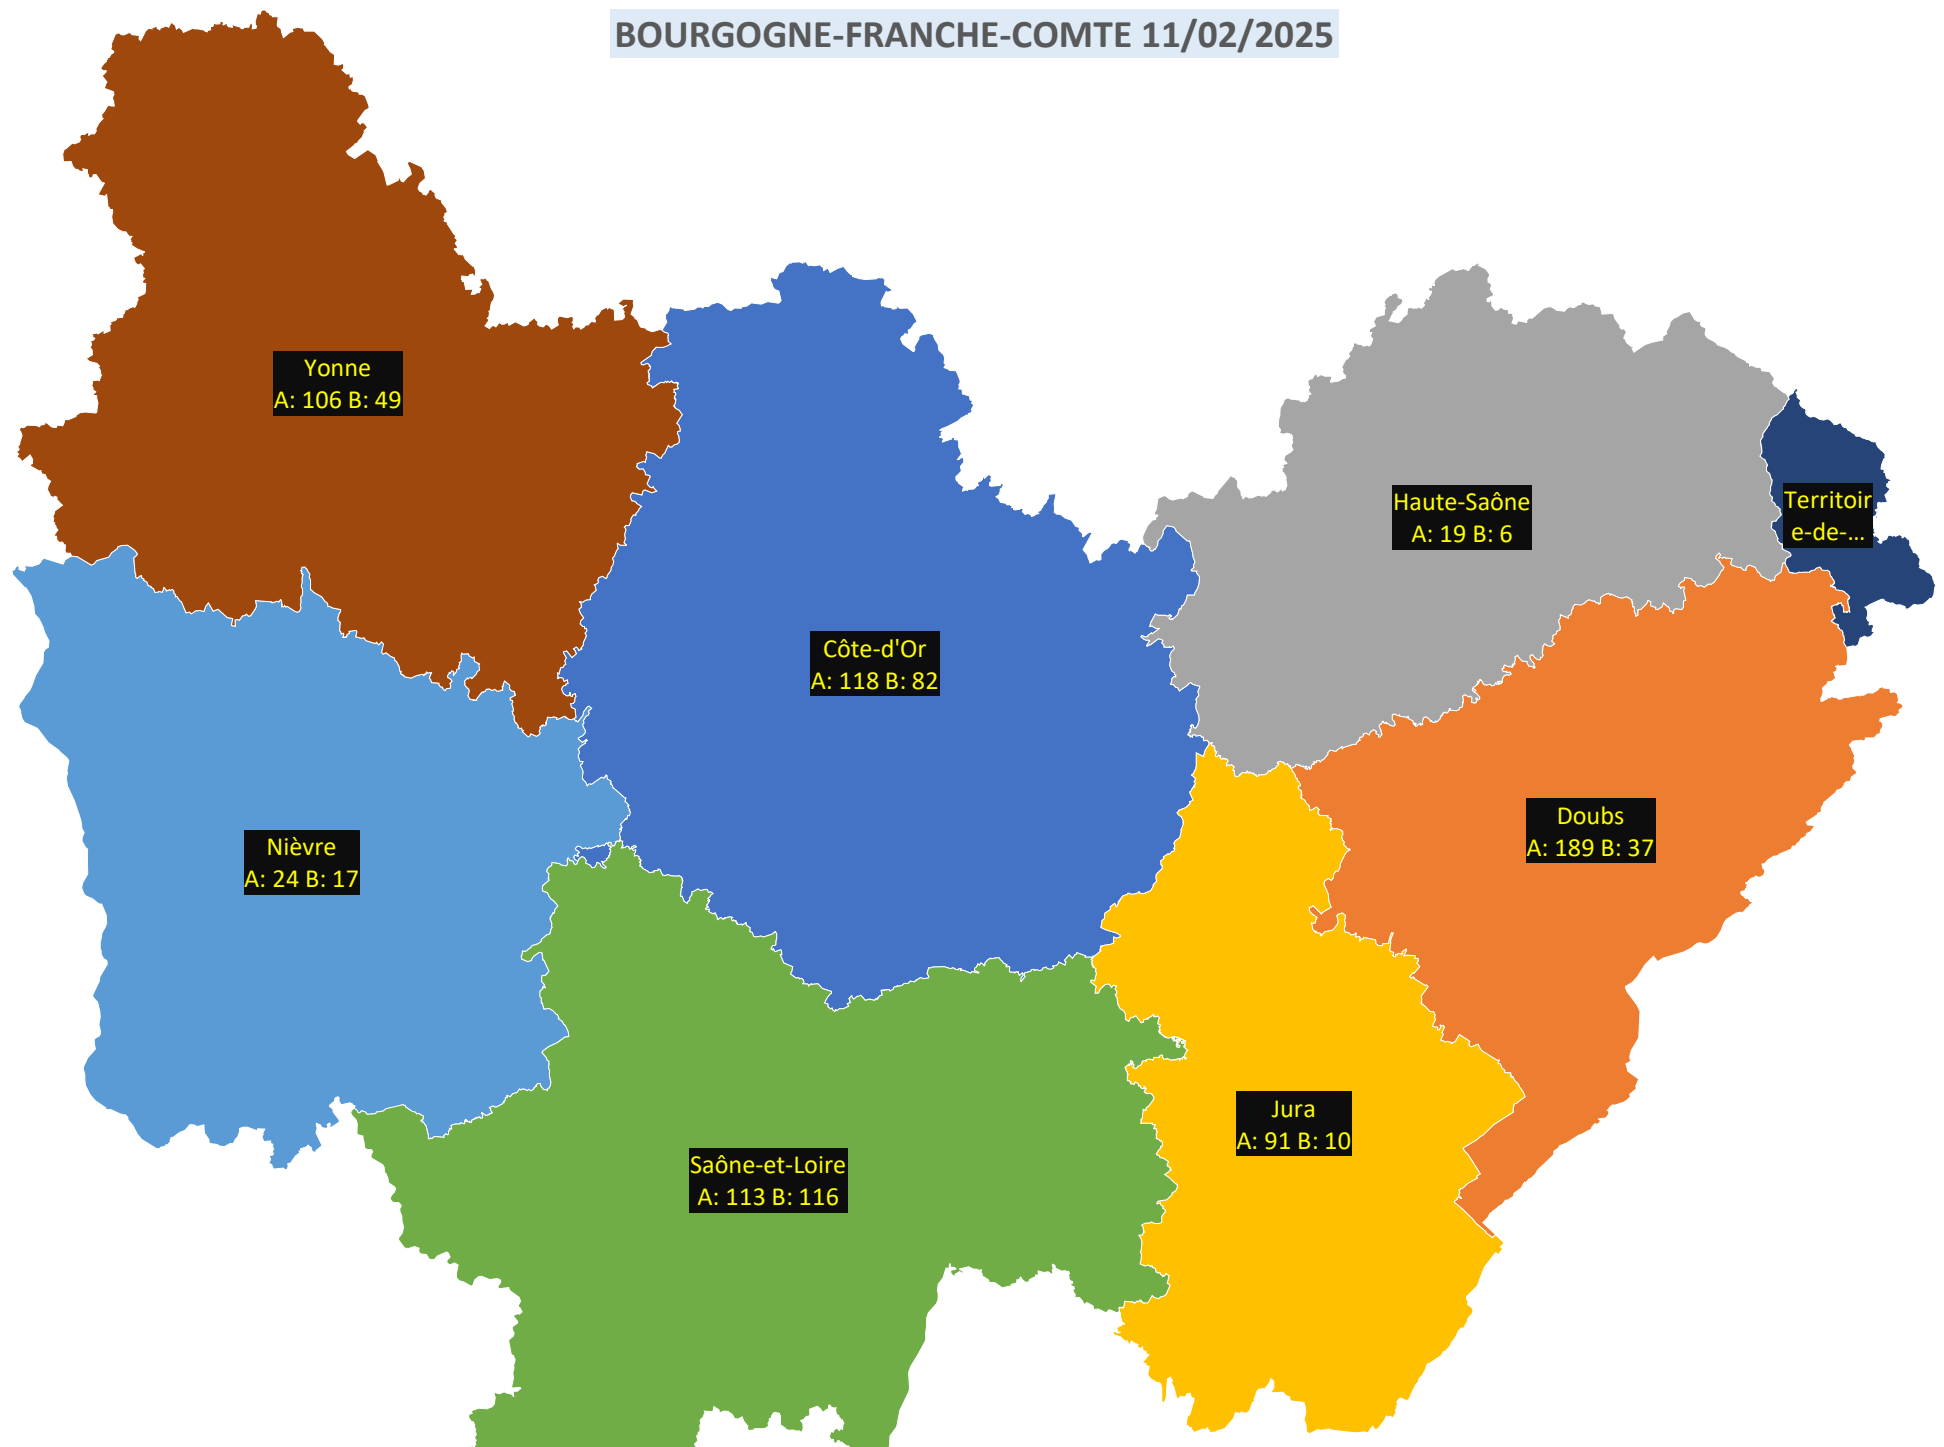 BOURGOGNE-FRANCHE-COMTE 11/02/2025
Yonne
A: 106 B: 49
Haute-Saône
A: 19 B: 6
Territoir
e-de-...
Côte-d'Or
A: 118 B: 82
Doubs
A: 189 B: 37
Nièvre
A: 24 B: 17
Jura
A: 91 B: 10
Saône-et-Loire
A: 113 B: 116